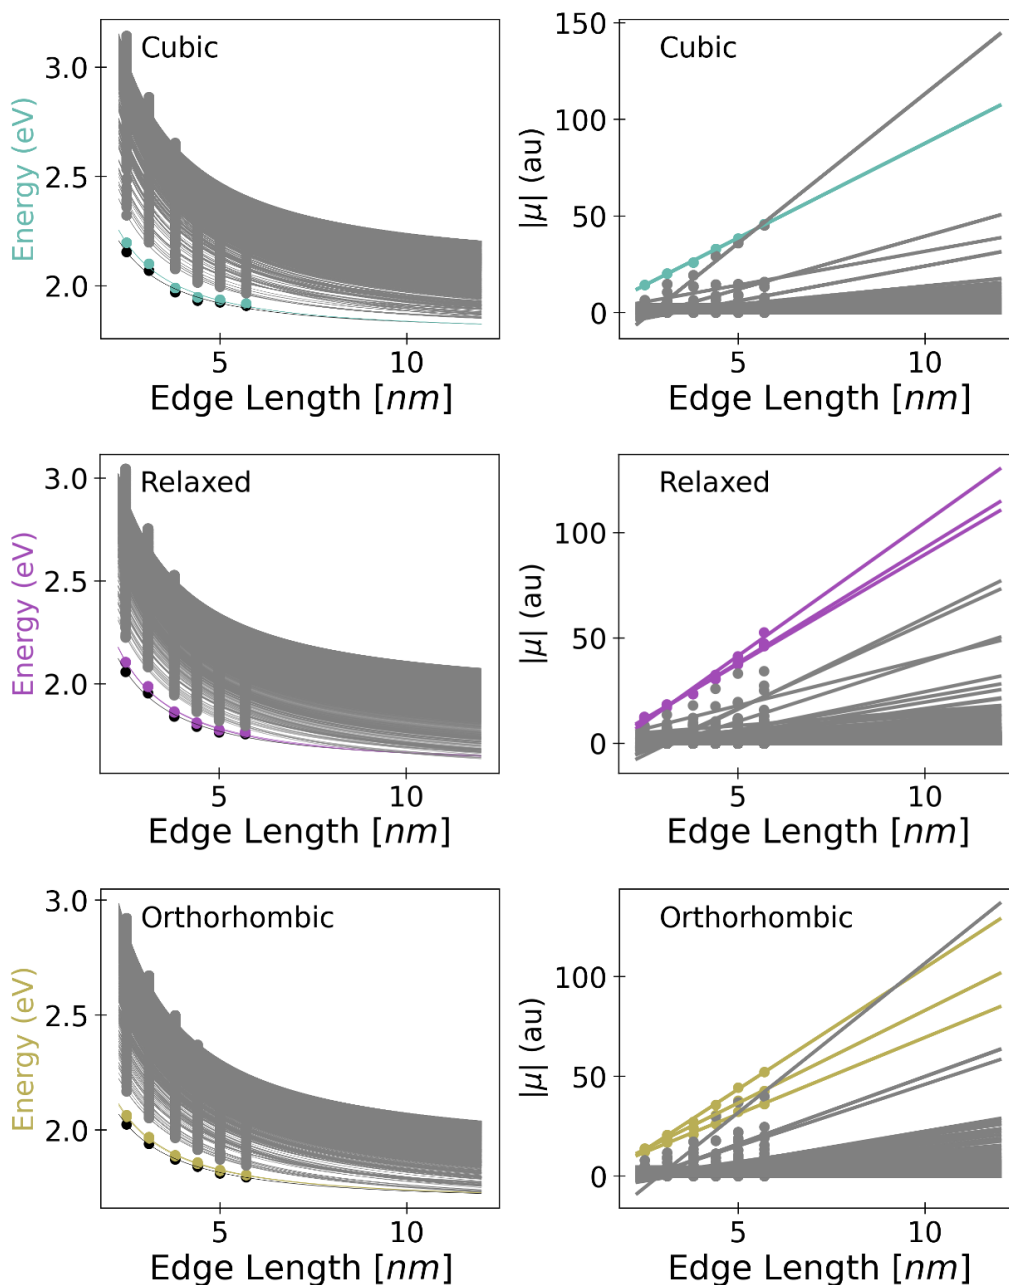 Cubic
3.0
2.5
2.0
Energy (eV)
5
10
Edge Length [nm]
Cubic
150
100
50
0
|μ| (au)
5
10
Edge Length [nm]
Relaxed
3.0
2.5
2.0
Energy (eV)
5
10
Edge Length [nm]
Relaxed
100
50
0
|μ| (au)
5
10
Edge Length [nm]
Orthorhombic
3.0
2.5
2.0
Energy (eV)
5
10
Edge Length [nm]
Orthorhombic
100
50
0
|μ| (au)
5
10
Edge Length [nm]